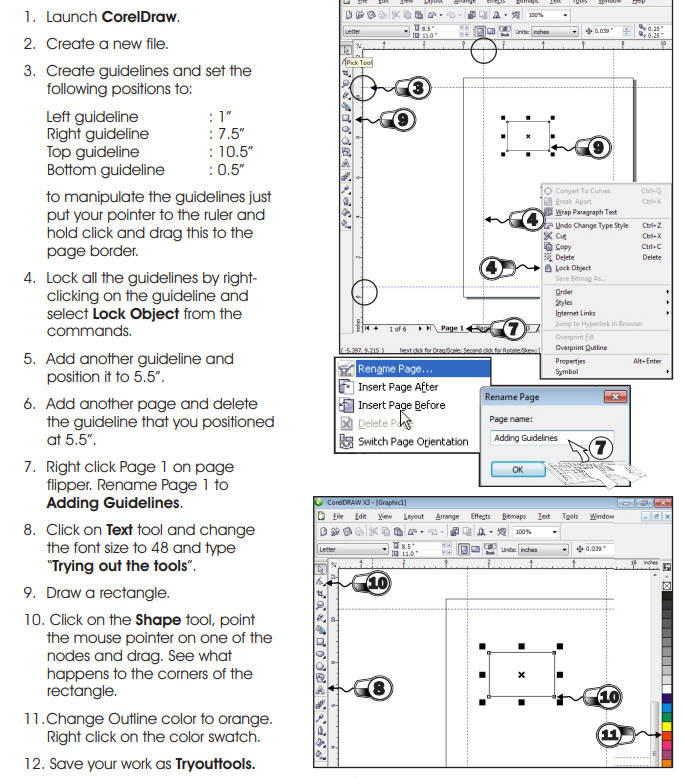 1. Launch CorelDraw.
2. Create a new file.
3. Create guidelines and set the
following positions to:
Left guideline : 1”
Right guideline : 7.5”
Top guideline : 10.5”
Bottom guideline : 0.5”
to manipulate the guidelines just
put your pointer to the ruler and
hold click and drag this to the
page border.
4. Lock all the guidelines by right-
clicking on the guideline and
select Lock Object from the
commands.
5. Add another guideline and
position it to 5.5”.
6. Add another page and delete
the guideline that you positioned
at 5.5”.
7. Right click Page 1 on page
flipper. Rename Page 1 to
Adding Guidelines.
8. Click on Text tool and change
the font size to 48 and type
“Trying out the tools”.
9. Draw a rectangle.
10. Click on the Shape tool, point
the mouse pointer on one of the
nodes and drag. See what
happens to the corners of the
rectangle.
11.Change Outline color to orange.
Right click on the color swatch.
12. Save your work as Tryouttools.
100%
Letter 8.5" 11.0" Units: inches 0.039" 0.25" 0.25"
Pick Tool
3
9
9
4
4
Convert To Curves Ctrl+Q
Break Apart Ctrl+K
Wrap Paragraph Text
Undo Change Type Style Ctrl+Z
Cut Ctrl+X
Copy Ctrl+C
Delete Delete
Lock Object
Save Bitmap As...
Order
Styles
Internet Links
Jump to Hyperlink in Browser
Overprint Fill
Overprint Outline
Properties Alt+Enter
Symbol
1 of 6 Page 1
7
(-5.397, 9.215) Next click for Drag/Scale; Second click for Rotate/Skew;
Rename Page...
Insert Page After
Insert Page Before
Delete
Switch Page Orientation
Rename Page
Page name:
Adding Guidelines
7
OK
CorelDRAW X3 - [Graphic1]
File Edit View Layout Arrange Effects Bitmaps Text Tools Window
100%
Letter 8.5" 11.0" Units: inches 0.039"
16 inches
10
8
10
11